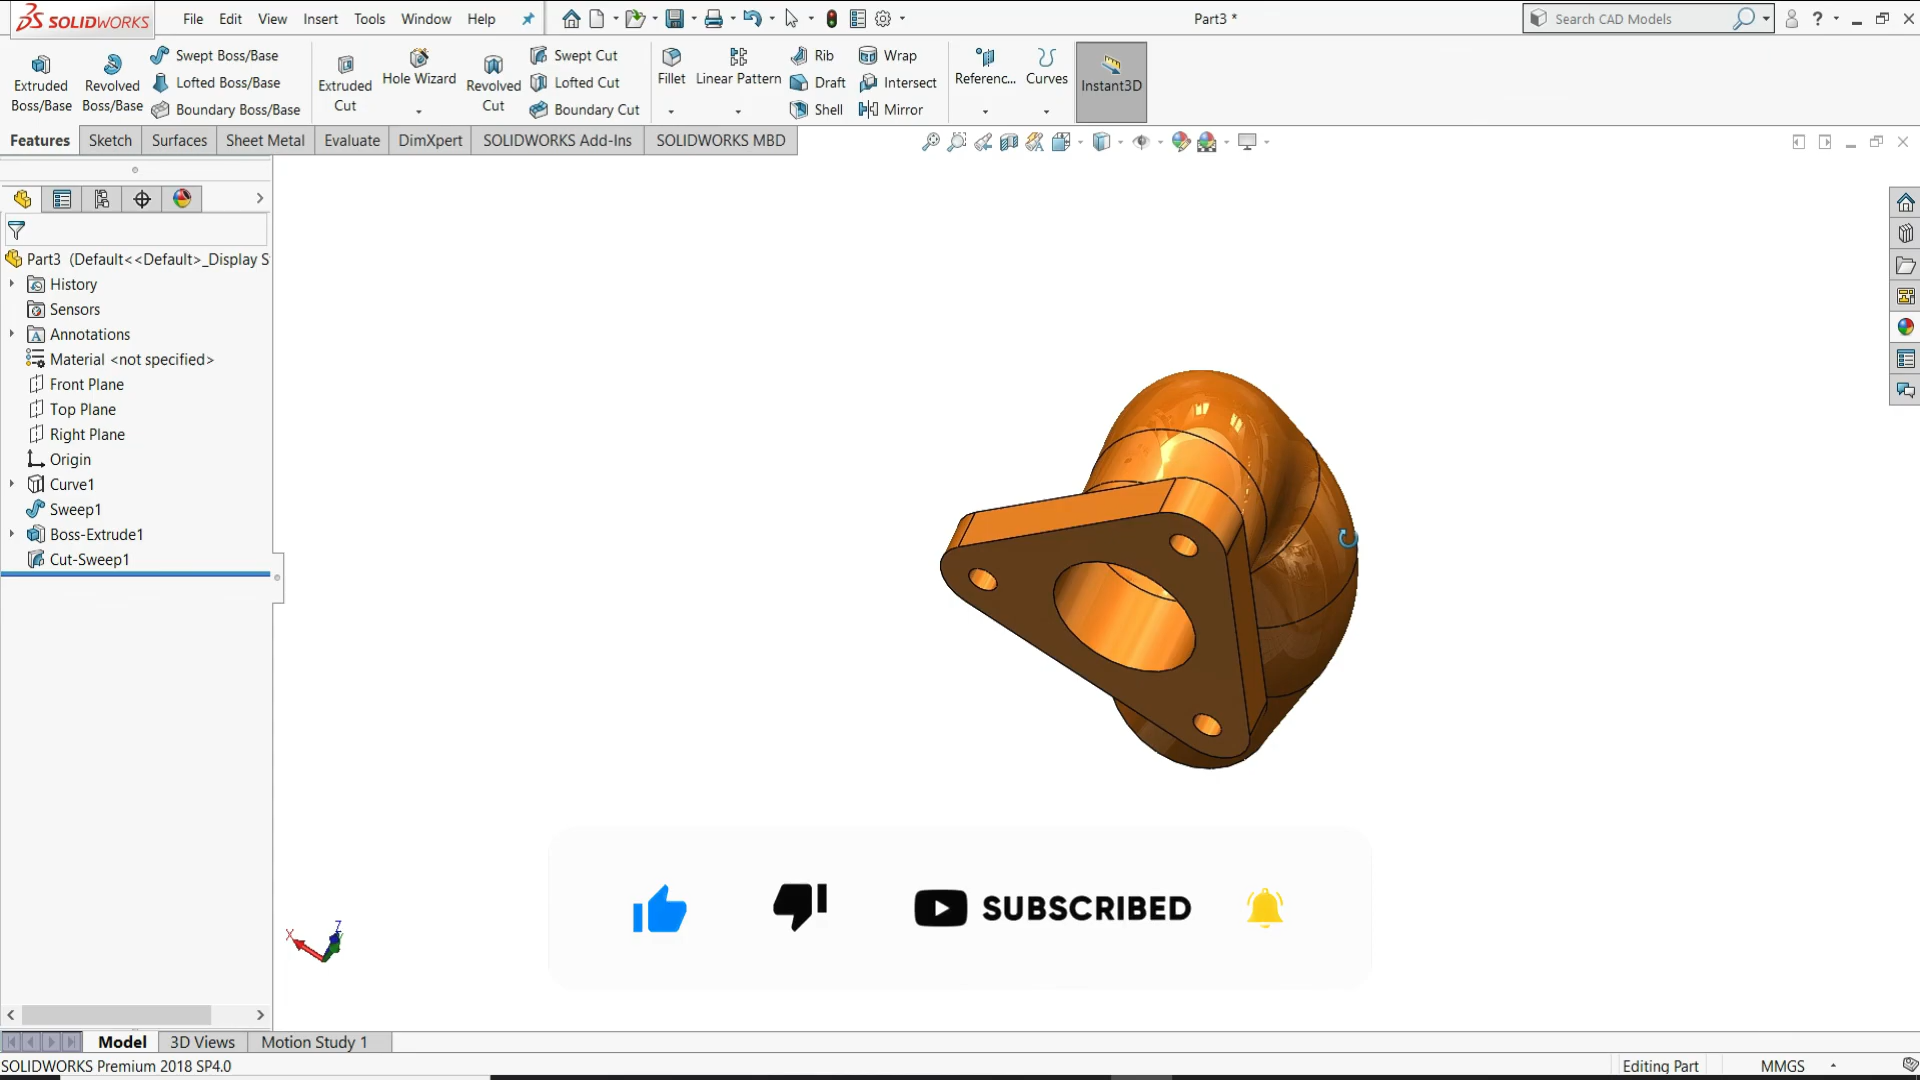 SOLIDWORKS File Edit View Insert Tools Window Help Part3 * Search CAD Models ?
Extruded Boss/Base
Revolved Boss/Base
Swept Boss/Base
Lofted Boss/Base
Boundary Boss/Base
Extruded Cut
Hole Wizard
Revolved Cut
Swept Cut
Lofted Cut
Boundary Cut
Fillet
Linear Pattern
Rib
Draft
Shell
Wrap
Intersect
Mirror
Referenc...
Curves
Instant3D
Features Sketch Surfaces Sheet Metal Evaluate DimXpert SOLIDWORKS Add-Ins SOLIDWORKS MBD
Part3 (Default<<Default>_Display S
History
Sensors
Annotations
Material <not specified>
Front Plane
Top Plane
Right Plane
Origin
Curve1
Sweep1
Boss-Extrude1
Cut-Sweep1
SUBSCRIBED
X Z
Model 3D Views Motion Study 1
SOLIDWORKS Premium 2018 SP4.0 Editing Part MMGS